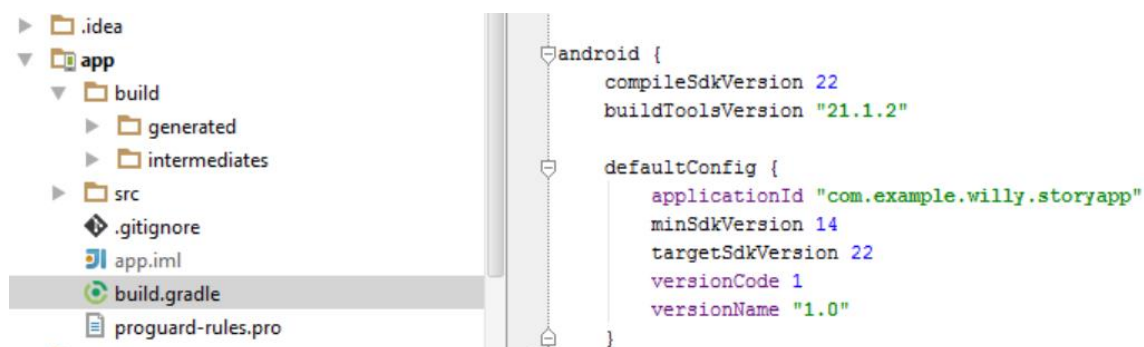 .idea
app
build
generated
intermediates
src
.gitignore
app.iml
build.gradle
proguard-rules.pro
android {
compileSdkVersion 22
buildToolsVersion "21.1.2"
defaultConfig {
applicationId "com.example.willy.storyapp"
minSdkVersion 14
targetSdkVersion 22
versionCode 1
versionName "1.0"
}